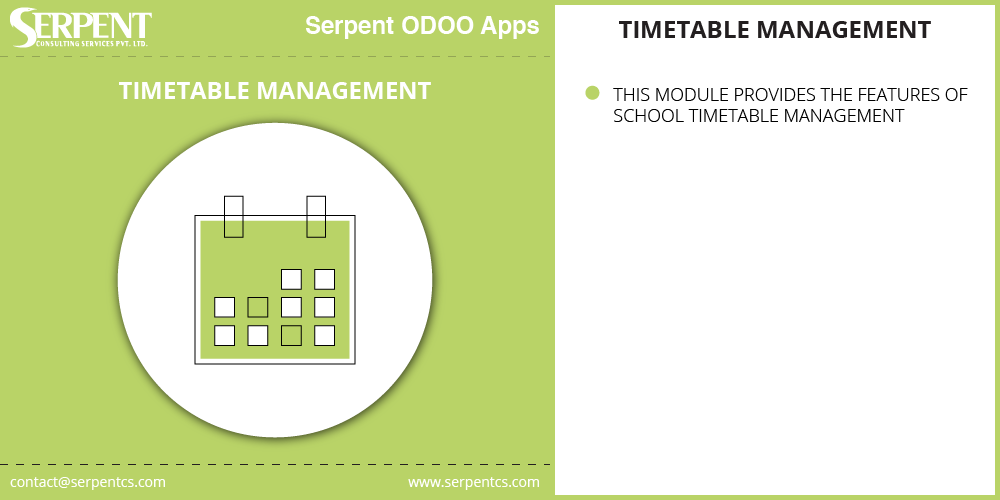 SERPENT
CONSULTING SERVICES PVT. LTD.
Serpent ODOO Apps
TIMETABLE MANAGEMENT
contact@serpentcs.com
www.serpentcs.com
TIMETABLE MANAGEMENT
THIS MODULE PROVIDES THE FEATURES OF
SCHOOL TIMETABLE MANAGEMENT